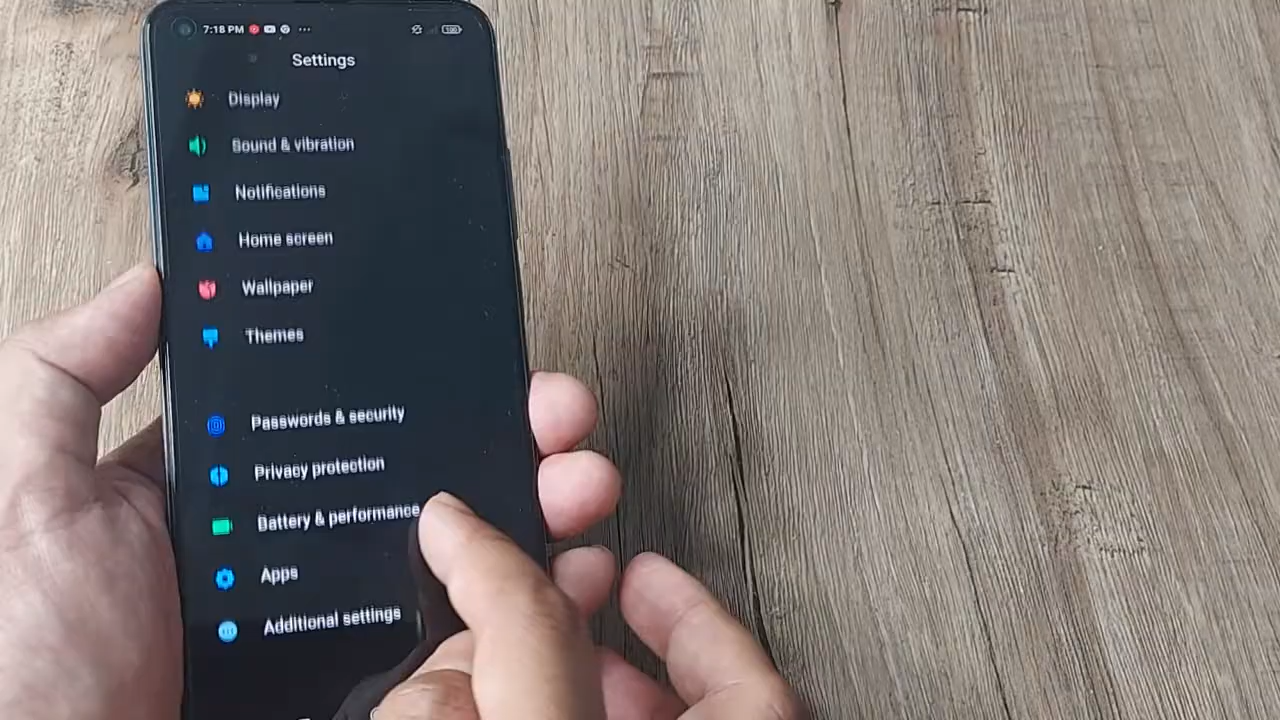 7:18 PM
100
Settings
Display
Sound & vibration
Notifications
Home screen
Wallpaper
Themes
Passwords & security
Privacy protection
Battery & performance
Apps
Additional settings